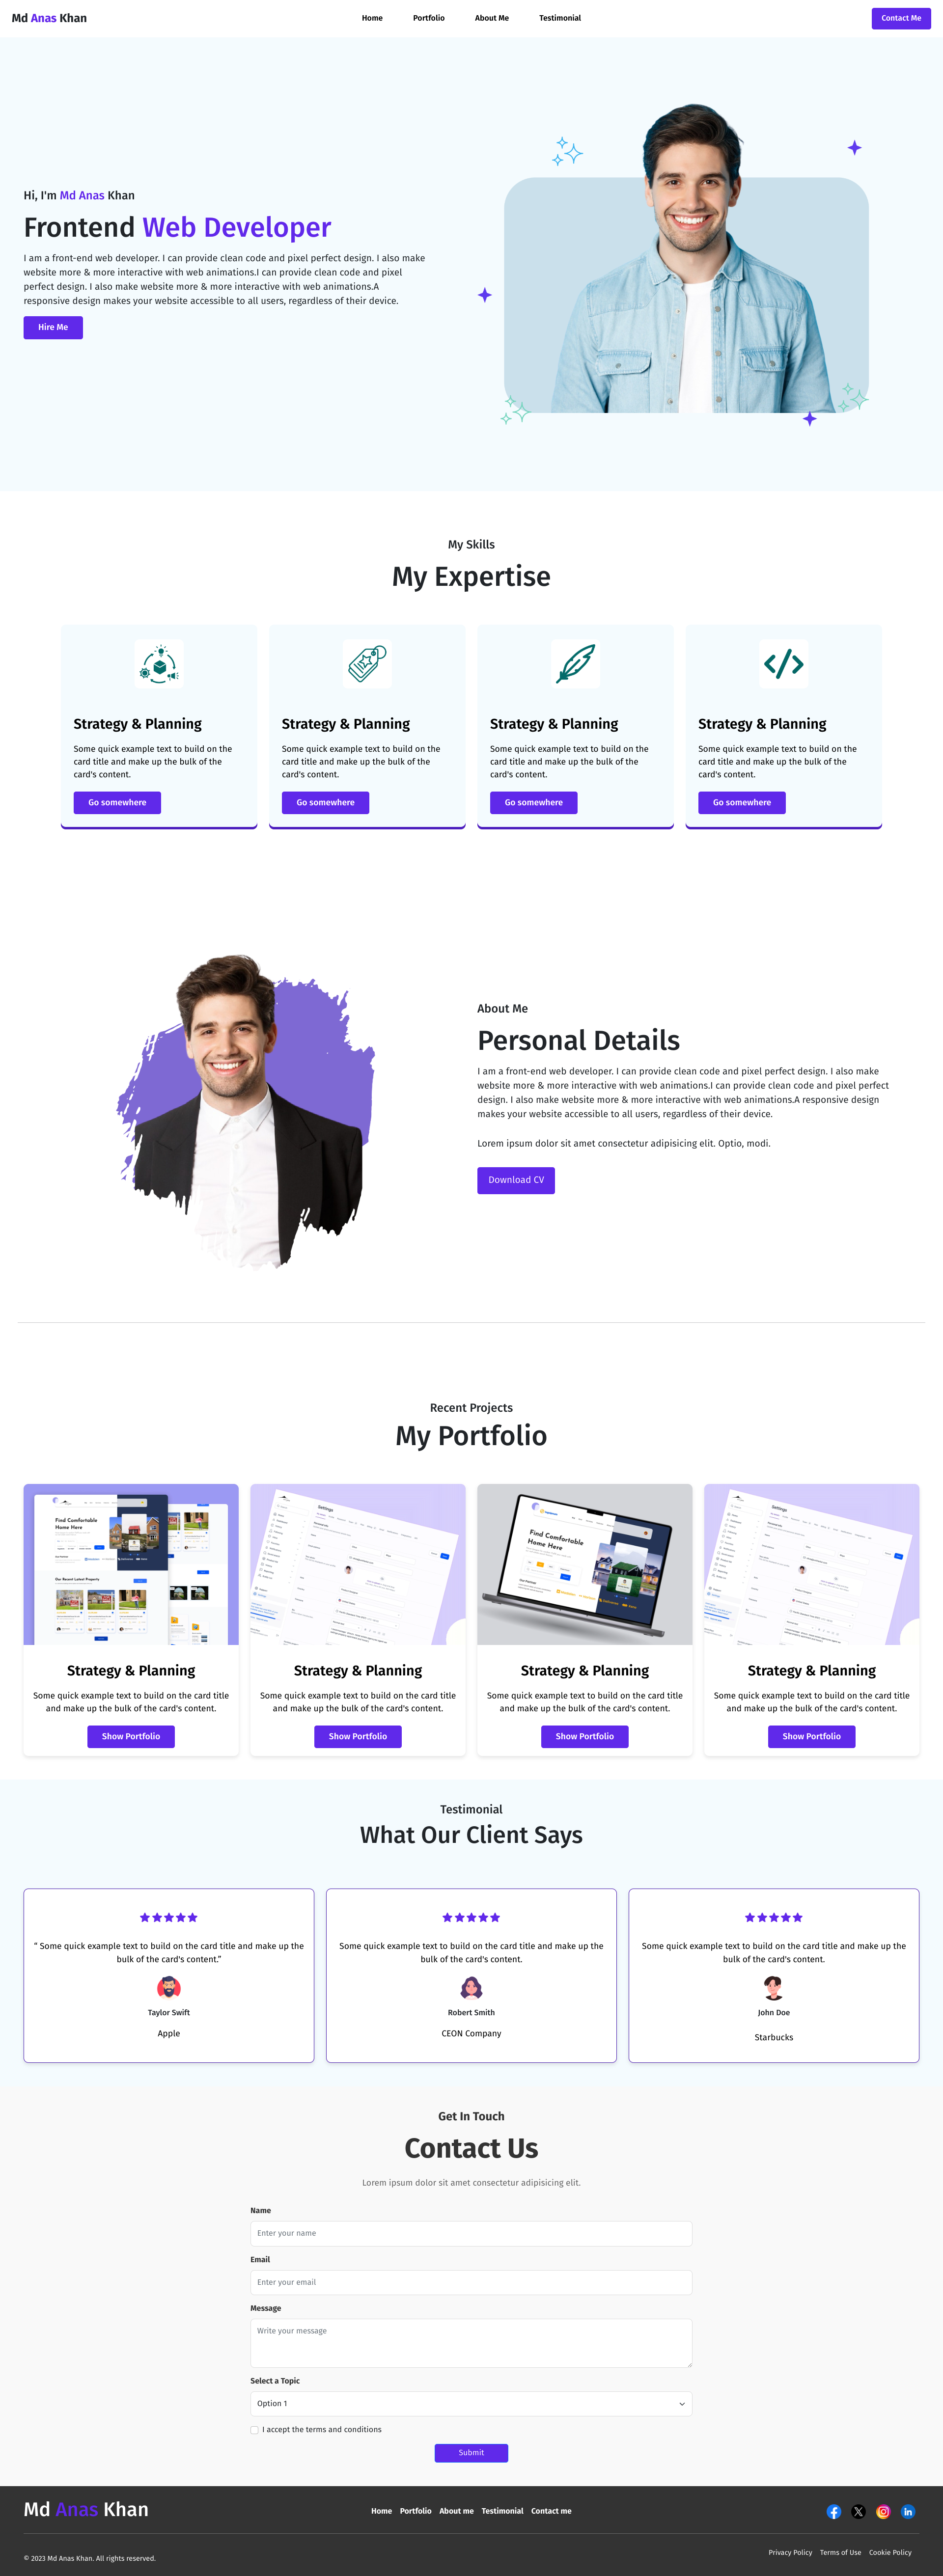 Md Anas Khan
Home Portfolio About Me Testimonial
Contact Me
Hi, I'm Md Anas Khan
Frontend Web Developer
I am a front-end web developer. I can provide clean code and pixel perfect design. I also make
website more & more interactive with web animations.I can provide clean code and pixel
perfect design. I also make website more & more interactive with web animations.A
responsive design makes your website accessible to all users, regardless of their device.
Hire Me
My Skills
My Expertise
Strategy & Planning
Some quick example text to build on the
card title and make up the bulk of the
card's content.
Go somewhere
Strategy & Planning
Some quick example text to build on the
card title and make up the bulk of the
card's content.
Go somewhere
Strategy & Planning
Some quick example text to build on the
card title and make up the bulk of the
card's content.
Go somewhere
Strategy & Planning
Some quick example text to build on the
card title and make up the bulk of the
card's content.
Go somewhere
About Me
Personal Details
I am a front-end web developer. I can provide clean code and pixel perfect design. I also make
website more & more interactive with web animations.I can provide clean code and pixel perfect
design. I also make website more & more interactive with web animations.A responsive design
makes your website accessible to all users, regardless of their device.
Lorem ipsum dolor sit amet consectetur adipisicing elit. Optio, modi.
Download CV
Recent Projects
My Portfolio
Find Comfortable
Home Here
Our Recent Latest Property
Strategy & Planning
Some quick example text to build on the card title
and make up the bulk of the card's content.
Show Portfolio
Settings
Strategy & Planning
Some quick example text to build on the card title
and make up the bulk of the card's content.
Show Portfolio
Find Comfortable
Home Here
Strategy & Planning
Some quick example text to build on the card title
and make up the bulk of the card's content.
Show Portfolio
Settings
Strategy & Planning
Some quick example text to build on the card title
and make up the bulk of the card's content.
Show Portfolio
Testimonial
What Our Client Says
" Some quick example text to build on the card title and make up the
bulk of the card's content."
Taylor Swift
Apple
Some quick example text to build on the card title and make up the
bulk of the card's content.
Robert Smith
CEON Company
Some quick example text to build on the card title and make up the
bulk of the card's content.
John Doe
Starbucks
Get In Touch
Contact Us
Lorem ipsum dolor sit amet consectetur adipisicing elit.
Name
Enter your name
Email
Enter your email
Message
Write your message
Select a Topic
Option 1
I accept the terms and conditions
Submit
Md Anas Khan
Home Portfolio About me Testimonial Contact me
© 2023 Md Anas Khan. All rights reserved.
Privacy Policy Terms of Use Cookie Policy